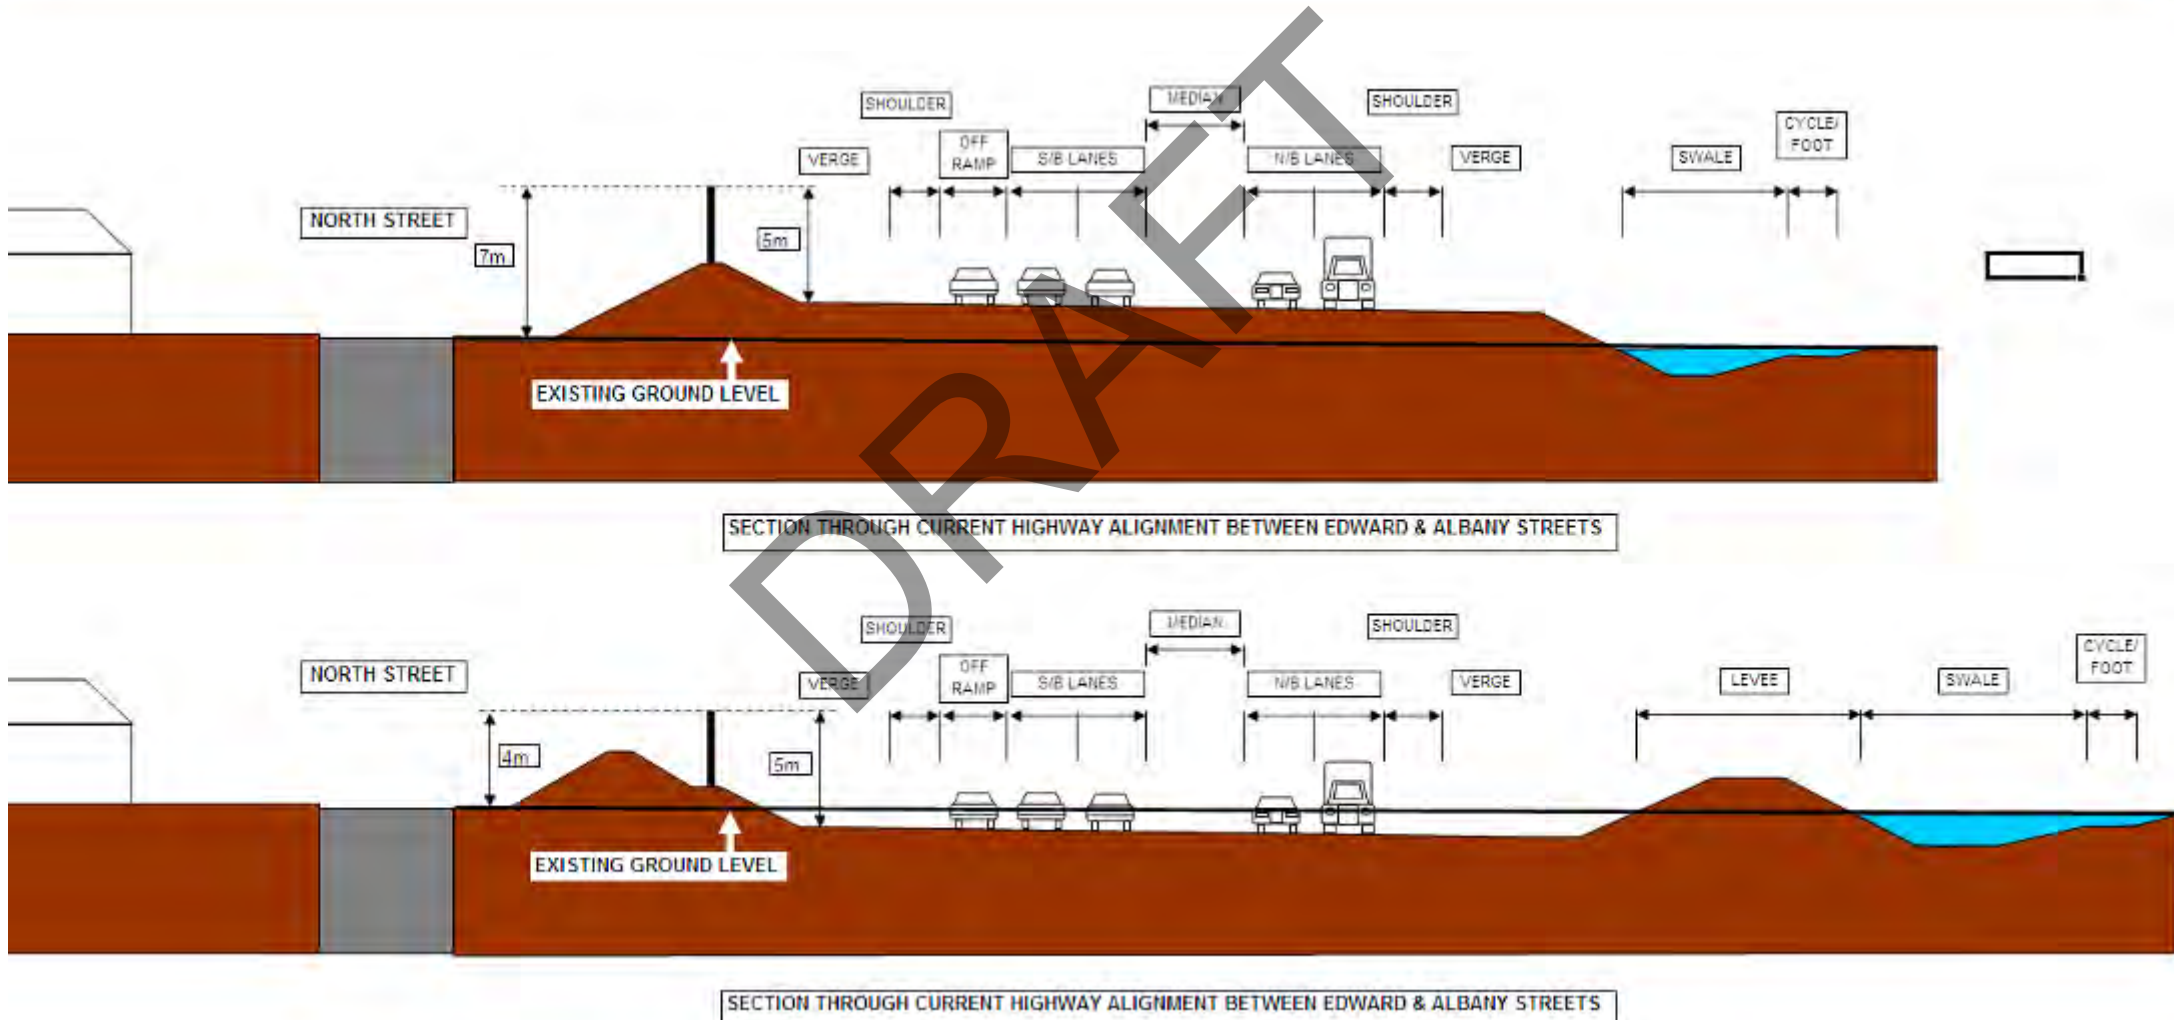 MEDIAN
SHOULDER
SHOULDER
OFF
RAMP
CYCLE/
FOOT
VERGE
S/B LANES
N/B LANES
VERGE
SWALE
NORTH STREET
7m
5m
EXISTING GROUND LEVEL
SECTION THROUGH CURRENT HIGHWAY ALIGNMENT BETWEEN EDWARD & ALBANY STREETS
DRAFT
MEDIAN
SHOULDER
SHOULDER
OFF
RAMP
CYCLE/
FOOT
NORTH STREET
VERGE
S/B LANES
N/B LANES
VERGE
LEVEE
SWALE
4m
5m
EXISTING GROUND LEVEL
SECTION THROUGH CURRENT HIGHWAY ALIGNMENT BETWEEN EDWARD & ALBANY STREETS